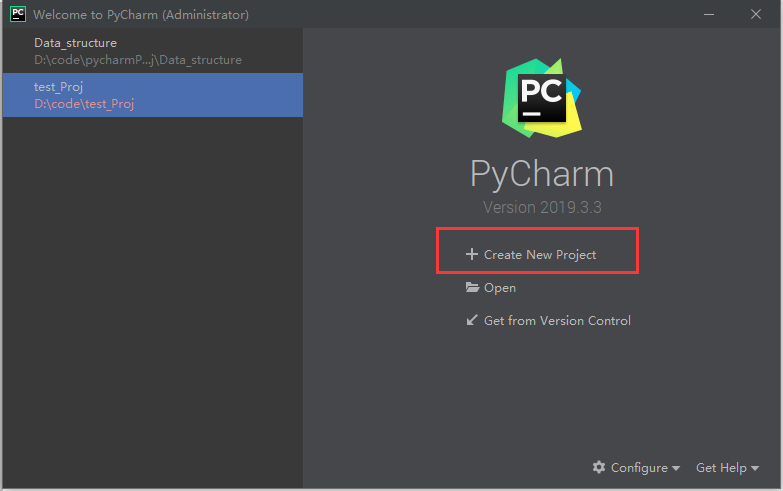 PC Welcome to PyCharm (Administrator)
Data_structure
D:\code\pycharmP...j\Data_structure
test_Proj
D:\code\test_Proj
PC
PyCharm
Version 2019.3.3
Create New Project
Open
Get from Version Control
Configure Get Help